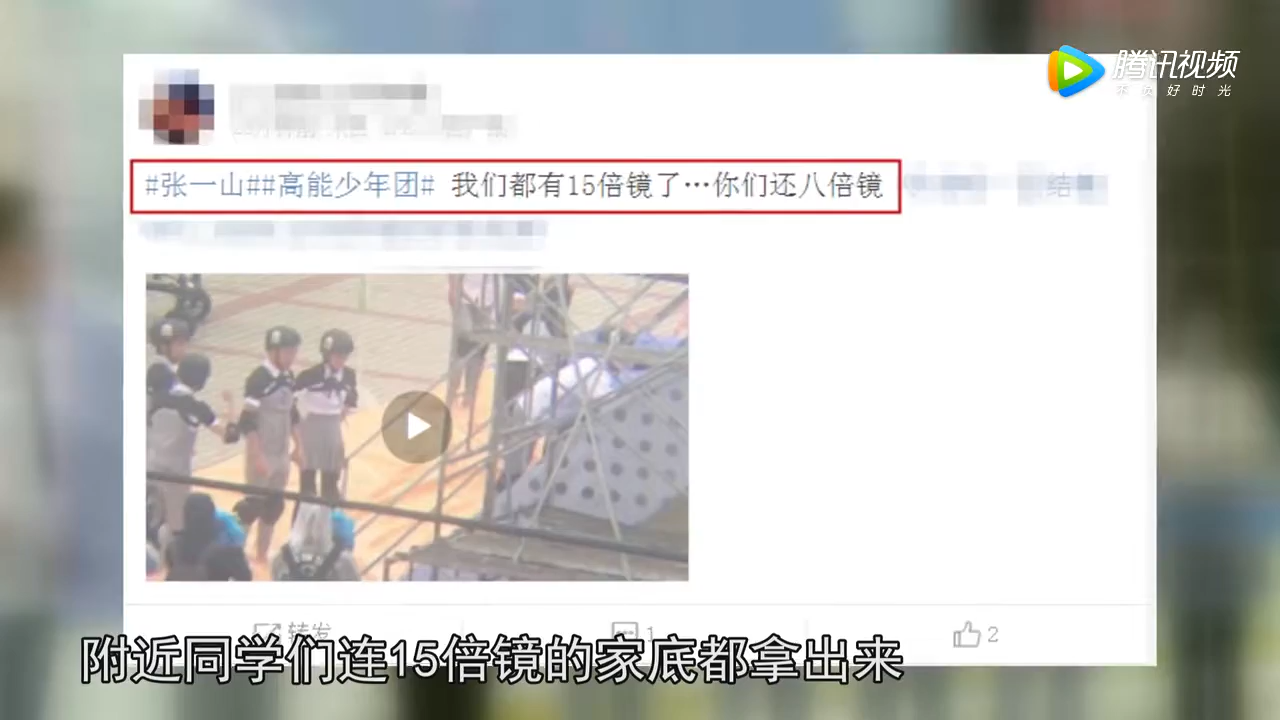 腾讯视频
不负好时光
#张一山##高能少年团# 我们都有15倍镜了…你们还八倍镜
结
转发
1
2
附近同学们连15倍镜的家底都拿出来